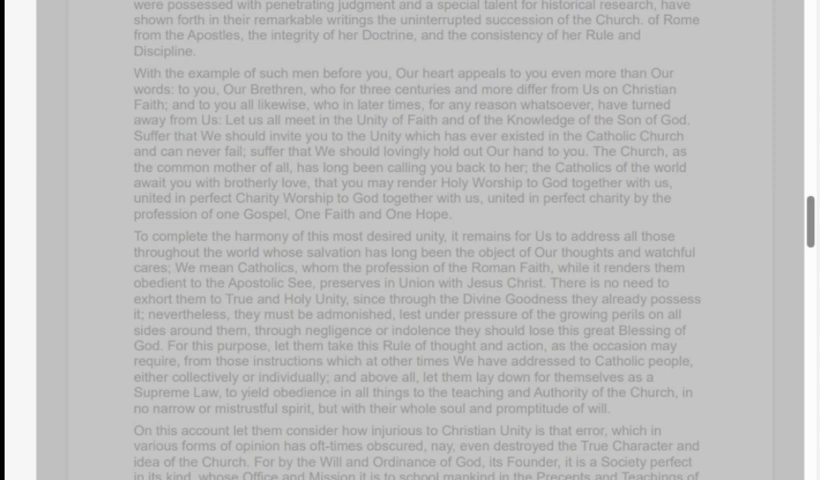 were possessed with penetrating judgment and a special talent for historical research, have
shown forth in their remarkable writings the uninterrupted succession of the Church. of Rome
from the Apostles, the integrity of her Doctrine, and the consistency of her Rule and
Discipline.
With the example of such men before you, Our heart appeals to you even more than Our
words: to you, Our Brethren, who for three centuries and more differ from Us on Christian
Faith; and to you all likewise, who in later times, for any reason whatsoever, have turned
away from Us: Let us all meet in the Unity of Faith and of the Knowledge of the Son of God.
Suffer that We should invite you to the Unity which has ever existed in the Catholic Church
and can never fail; suffer that We should lovingly hold out Our hand to you. The Church, as
the common mother of all, has long been calling you back to her; the Catholics of the world
await you with brotherly love, that you may render Holy Worship to God together with us,
united in perfect Charity Worship to God together with us, united in perfect charity by the
profession of one Gospel, One Faith and One Hope.
To complete the harmony of this most desired unity, it remains for Us to address all those
throughout the world whose salvation has long been the object of Our thoughts and watchful
cares; We mean Catholics, whom the profession of the Roman Faith, while it renders them
obedient to the Apostolic See, preserves in Union with Jesus Christ. There is no need to
exhort them to True and Holy Unity, since through the Divine Goodness they already possess
it; nevertheless, they must be admonished, lest under pressure of the growing perils on all
sides around them, through negligence or indolence they should lose this great Blessing of
God. For this purpose, let them take this Rule of thought and action, as the occasion may
require, from those instructions which at other times We have addressed to Catholic people,
either collectively or individually; and above all, let them lay down for themselves as a
Supreme Law, to yield obedience in all things to the teaching and Authority of the Church, in
no narrow or mistrustful spirit, but with their whole soul and promptitude of will.
On this account let them consider how injurious to Christian Unity is that error, which in
various forms of opinion has oft-times obscured, nay, even destroyed the True Character and
idea of the Church. For by the Will and Ordinance of God, its Founder, it is a Society perfect
in its kind, whose Office and Mission it is to school mankind in the Precepts and Teachings of